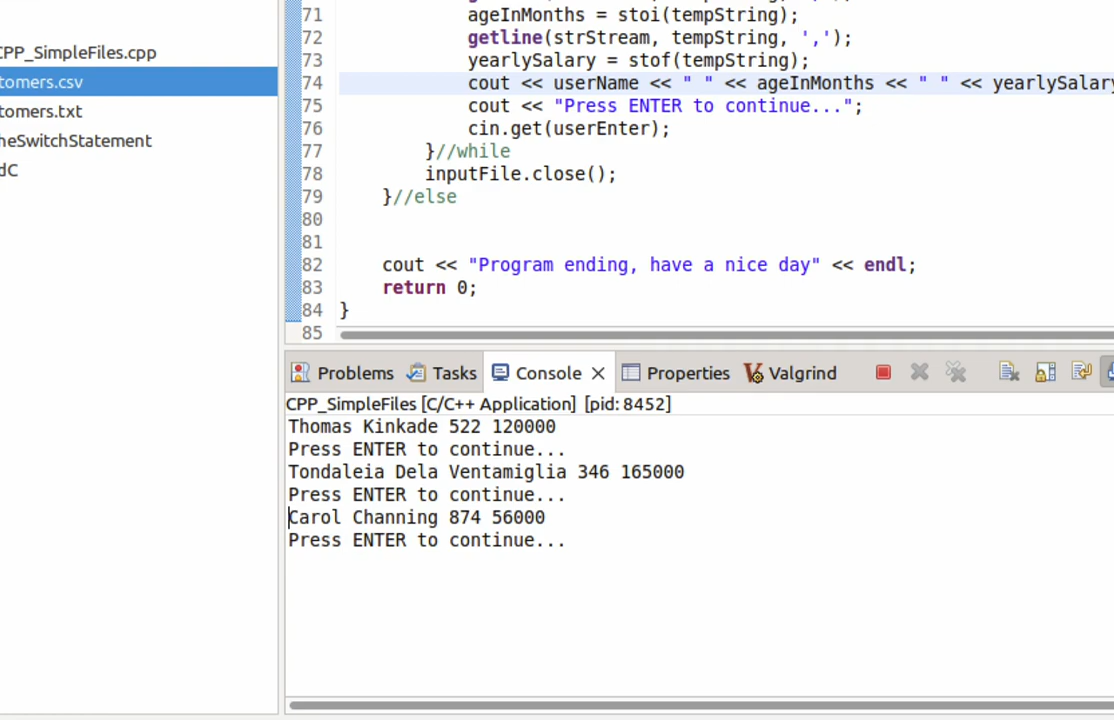 CPP_SimpleFiles.cpp
tomers.csv
tomers.txt
heSwitchStatement
dC
71 ageInMonths = stoi(tempString);
72 getline(strStream, tempString, ',');
73 yearlySalary = stof(tempString);
74 cout << userName << " " << ageInMonths << " " << yearlySalary
75 cout << "Press ENTER to continue...";
76 cin.get(userEnter);
77 }//while
78 inputFile.close();
79 }//else
80
81
82 cout << "Program ending, have a nice day" << endl;
83 return 0;
84 }
85
Problems Tasks Console Properties Valgrind
CPP_SimpleFiles [C/C++ Application] [pid: 8452]
Thomas Kinkade 522 120000
Press ENTER to continue...
Tondaleia Dela Ventamiglia 346 165000
Press ENTER to continue...
Carol Channing 874 56000
Press ENTER to continue...